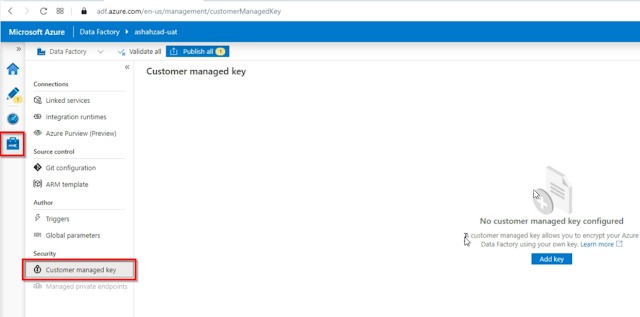 adf.azure.com/en-us/management/customerManagedKey
Microsoft Azure Data Factory ashahzad-uat
Data Factory Validate all Publish all 1
Connections
Linked services
Integration runtimes
Azure Purview (Preview)
Source control
Git configuration
ARM template
Author
Triggers
Global parameters
Security
Customer managed key
Managed private endpoints
Customer managed key
No customer managed key configured
A customer managed key allows you to encrypt your Azure
Data Factory using your own key. Learn more
Add key